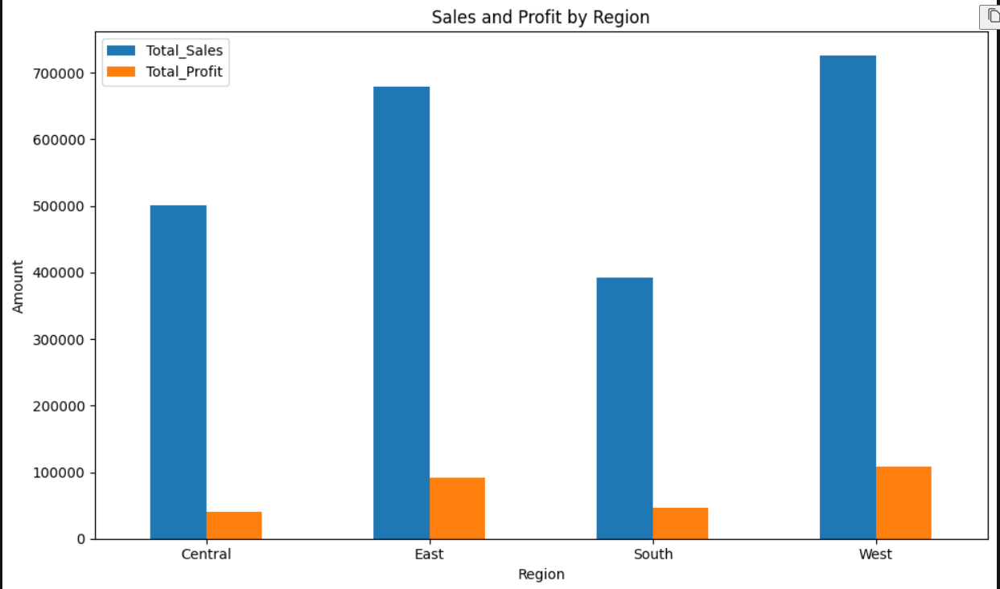 Sales and Profit by Region
Total_Sales
Total_Profit
700000
600000
500000
400000
300000
200000
100000
0
Amount
Central
East
South
West
Region